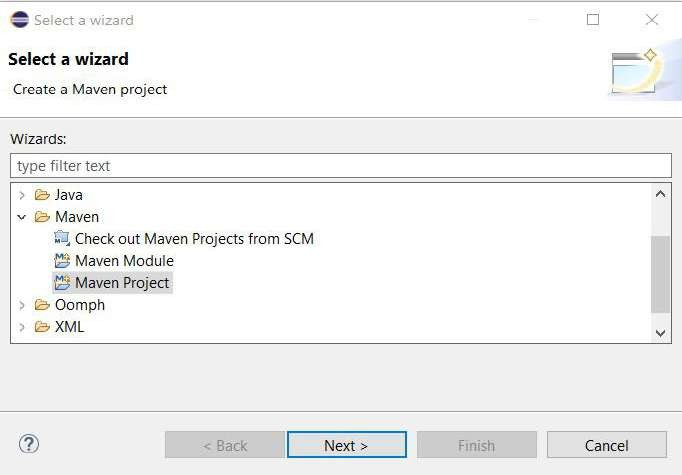 Select a wizard
Select a wizard
Create a Maven project
Wizards:
type filter text
Java
Maven
Check out Maven Projects from SCM
Maven Module
Maven Project
Oomph
XML
? < Back Next > Finish Cancel